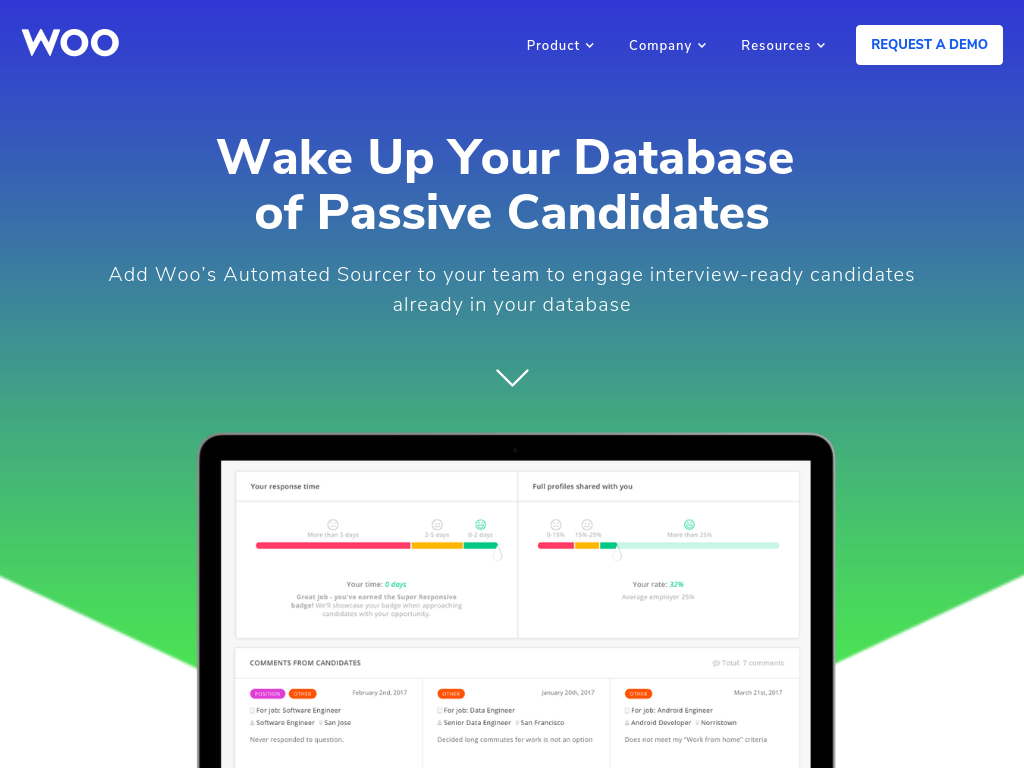 WOO
Product
Company
Resources
REQUEST A DEMO
Wake Up Your Database
of Passive Candidates
Add Woo's Automated Sourcer to your team to engage interview-ready candidates
already in your database
Your response time
More than 5 days
2-5 days
0-2 days
Your time: 0 days
Great job - you've earned the Super Responsive
badge! We'll showcase your badge when approaching
candidates with your opportunity.
Full profiles shared with you
0-15%
15%-25%
More than 25%
Your rate: 32%
Average employer 25%
COMMENTS FROM CANDIDATES
Total: 7 comments
POSITION
OTHER
February 2nd, 2017
For job: Software Engineer
Software Engineer San Jose
Never responded to question.
OTHER
January 20th, 2017
For job: Data Engineer
Senior Data Engineer San Francisco
Decided long commutes for work is not an option
OTHER
March 21st, 2017
For job: Android Engineer
Android Developer Norristown
Does not meet my "Work from home" criteria